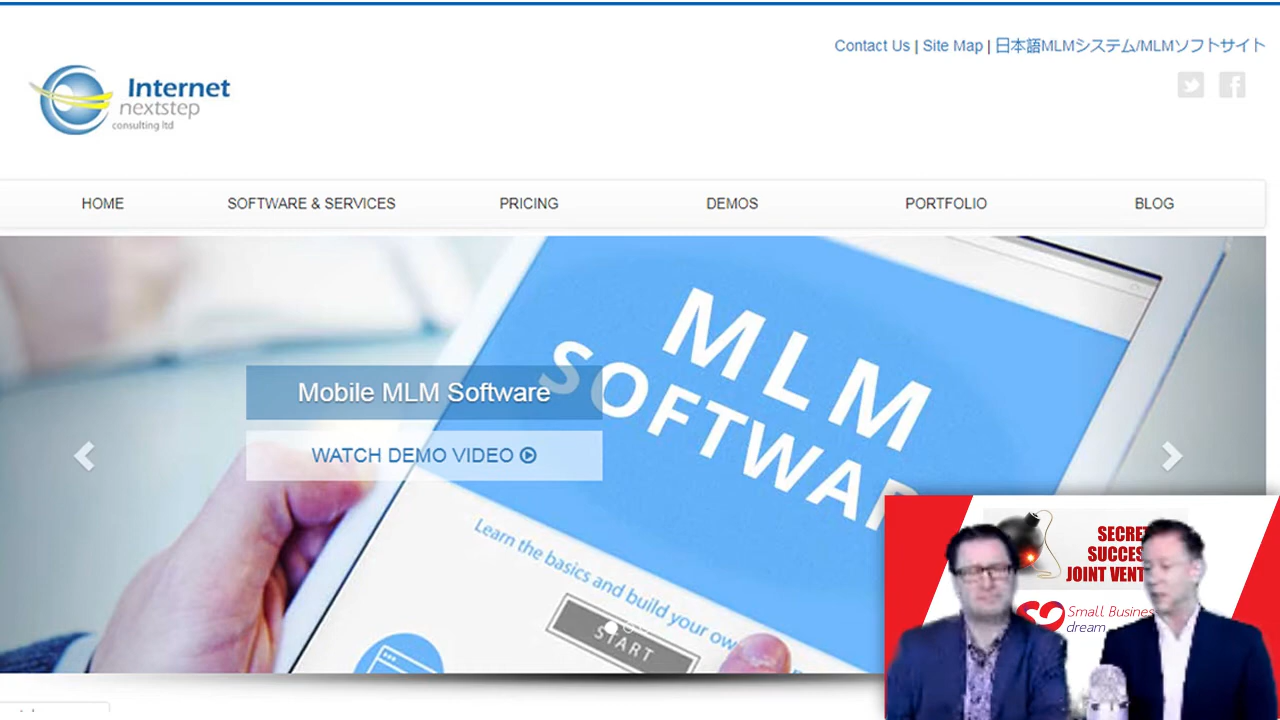 Contact Us | Site Map | 日本語MLMシステム/MLMソフトサイト
Internet
nextstep
consulting ltd
HOME
SOFTWARE & SERVICES
PRICING
DEMOS
PORTFOLIO
BLOG
Mobile MLM Software
WATCH DEMO VIDEO
MLM
SOFTWAR
Learn the basics and build your own
START
SECRET
SUCCES
JOINT VENT
Small Business
dream